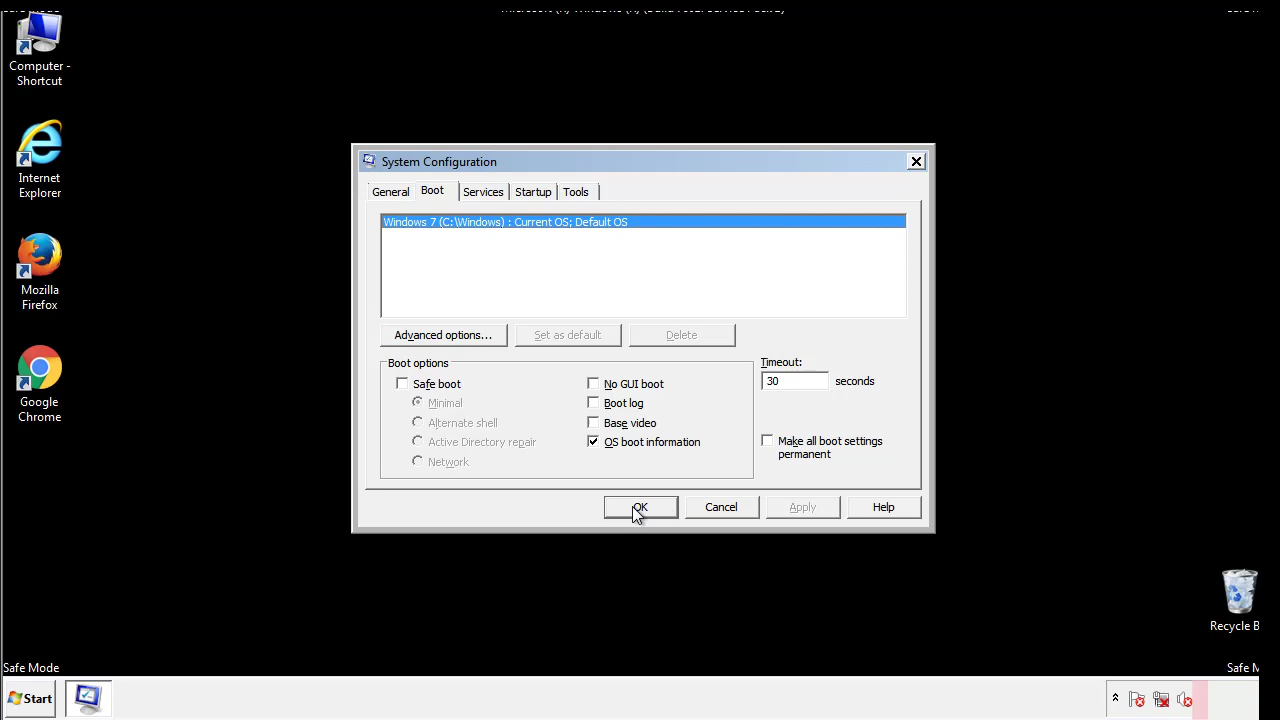 Computer -
Shortcut
Internet
Explorer
Mozilla
Firefox
Google
Chrome
System Configuration
General
Boot
Services
Startup
Tools
Windows 7 (C:\Windows) : Current OS; Default OS
Advanced options...
Set as default
Delete
Boot options
Safe boot
Minimal
Alternate shell
Active Directory repair
Network
No GUI boot
Boot log
Base video
OS boot information
Timeout:
30 seconds
Make all boot settings
permanent
OK
Cancel
Apply
Help
Recycle B
Safe Mode
Safe M
Start